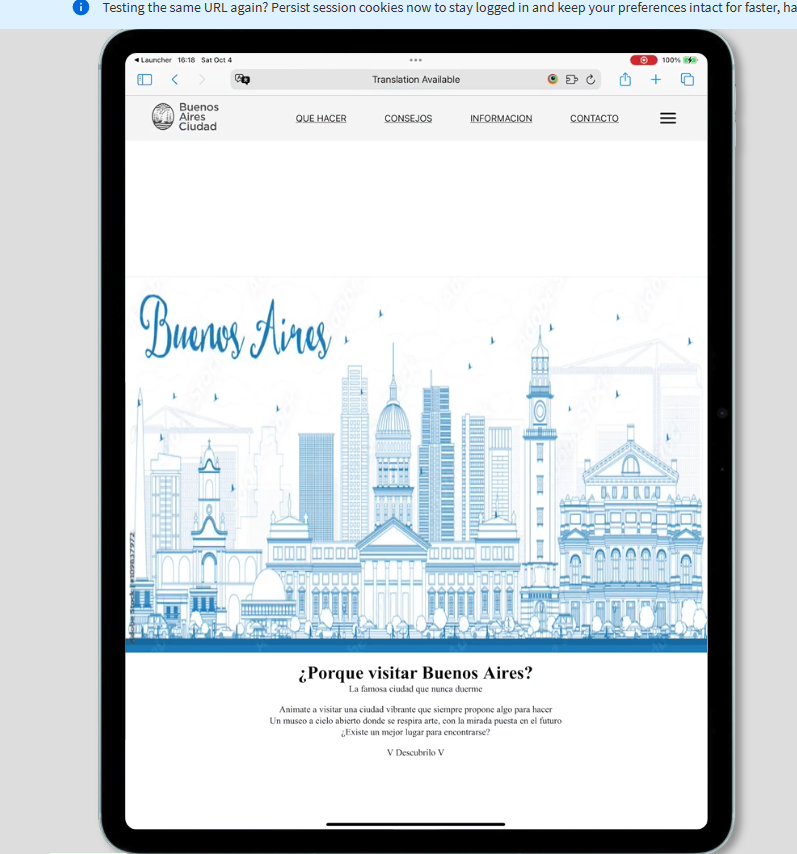 Testing the same URL again? Persist session cookies now to stay logged in and keep your preferences intact for faster, ha
Launcher 16:18 Sat Oct 4
100%
Translation Available
Buenos
Aires
Ciudad
QUE HACER
CONSEJOS
INFORMACION
CONTACTO
Buenos Aires
¿Porque visitar Buenos Aires?
La famosa ciudad que nunca duerme
Animate a visitar una ciudad vibrante que siempre propone algo para hacer
Un museo a cielo abierto donde se respira arte, con la mirada puesta en el futuro
¿Existe un mejor lugar para encontrarse?
V Descubrilo V